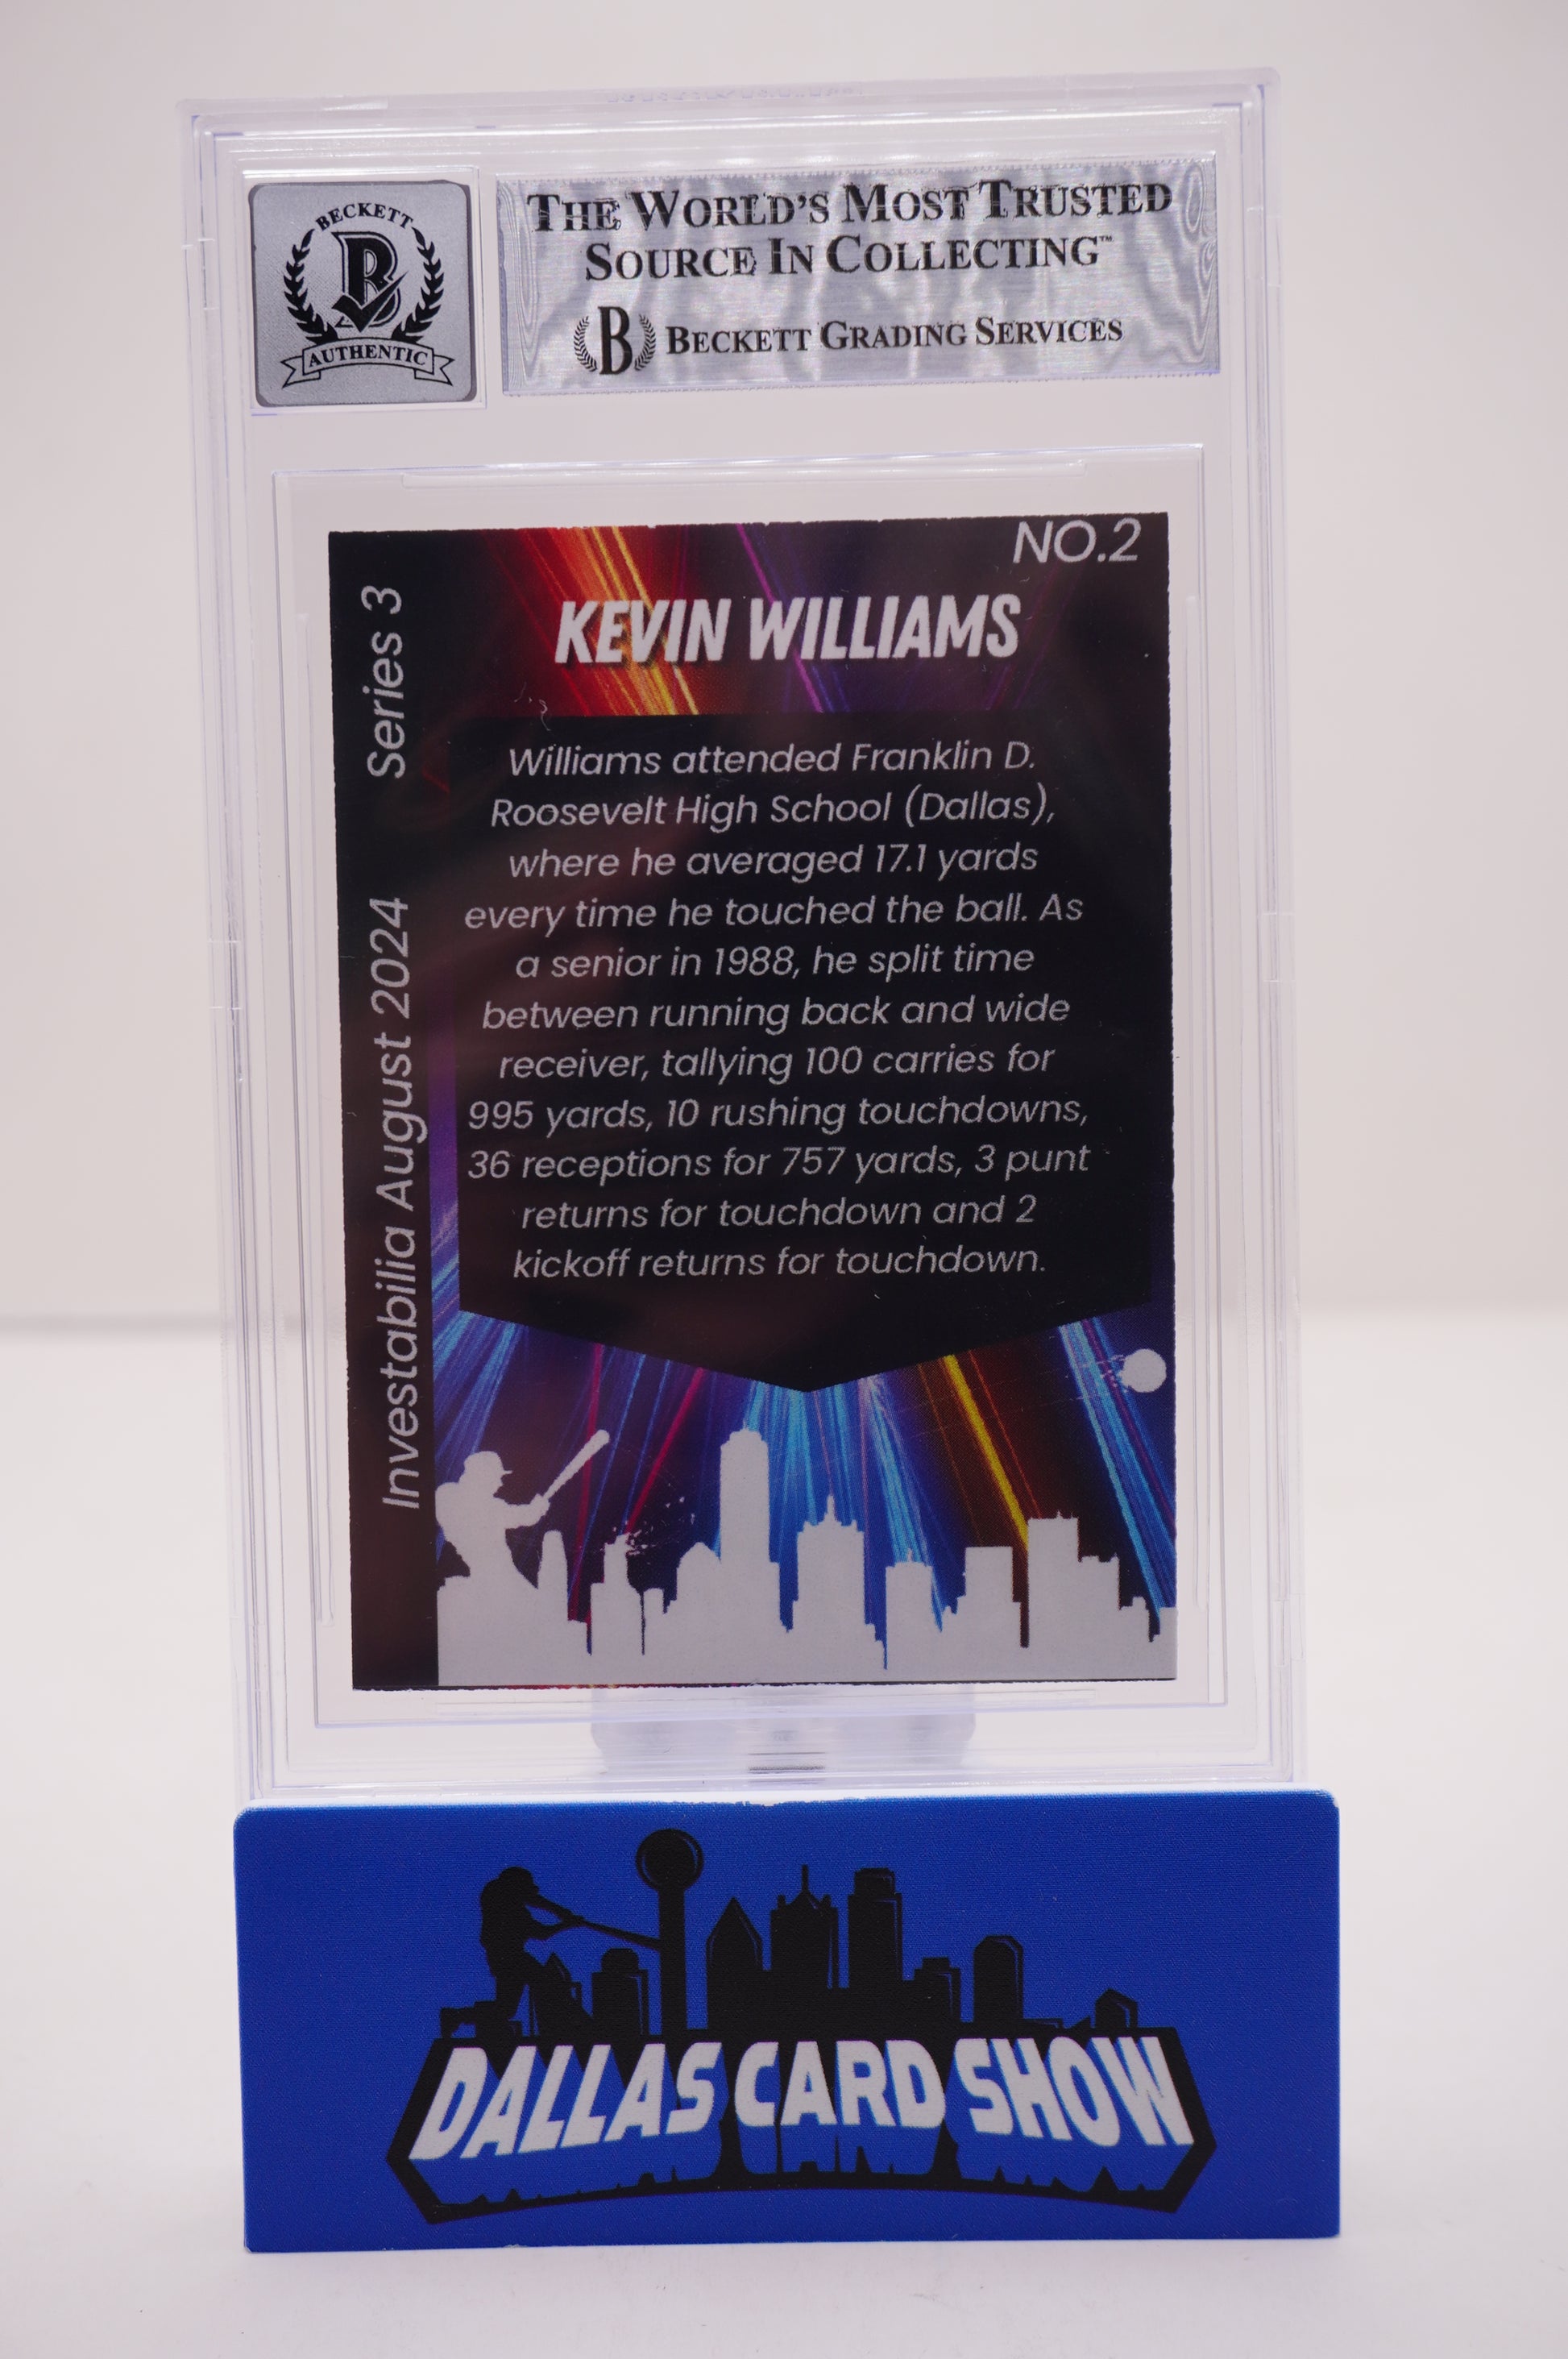 BECKETT
AUTHENTIC
THE WORLD'S MOST TRUSTED
SOURCE IN COLLECTING™
B BECKETT GRADING SERVICES
NO.2
KEVIN WILLIAMS
Series 3
Investabilia August 2024
Williams attended Franklin D.
Roosevelt High School (Dallas),
where he averaged 17.1 yards
every time he touched the ball. As
a senior in 1988, he split time
between running back and wide
receiver, tallying 100 carries for
995 yards, 10 rushing touchdowns,
36 receptions for 757 yards, 3 punt
returns for touchdown and 2
kickoff returns for touchdown.
DALLAS CARD SHOW